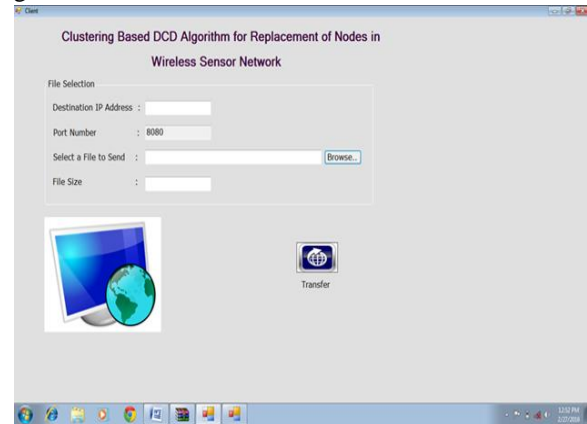 Client
Clustering Based DCD Algorithm for Replacement of Nodes in
Wireless Sensor Network
File Selection
Destination IP Address :
Port Number : 8080
Select a File to Send : Browse...
File Size :
Transfer
12:52 PM
2/27/2016